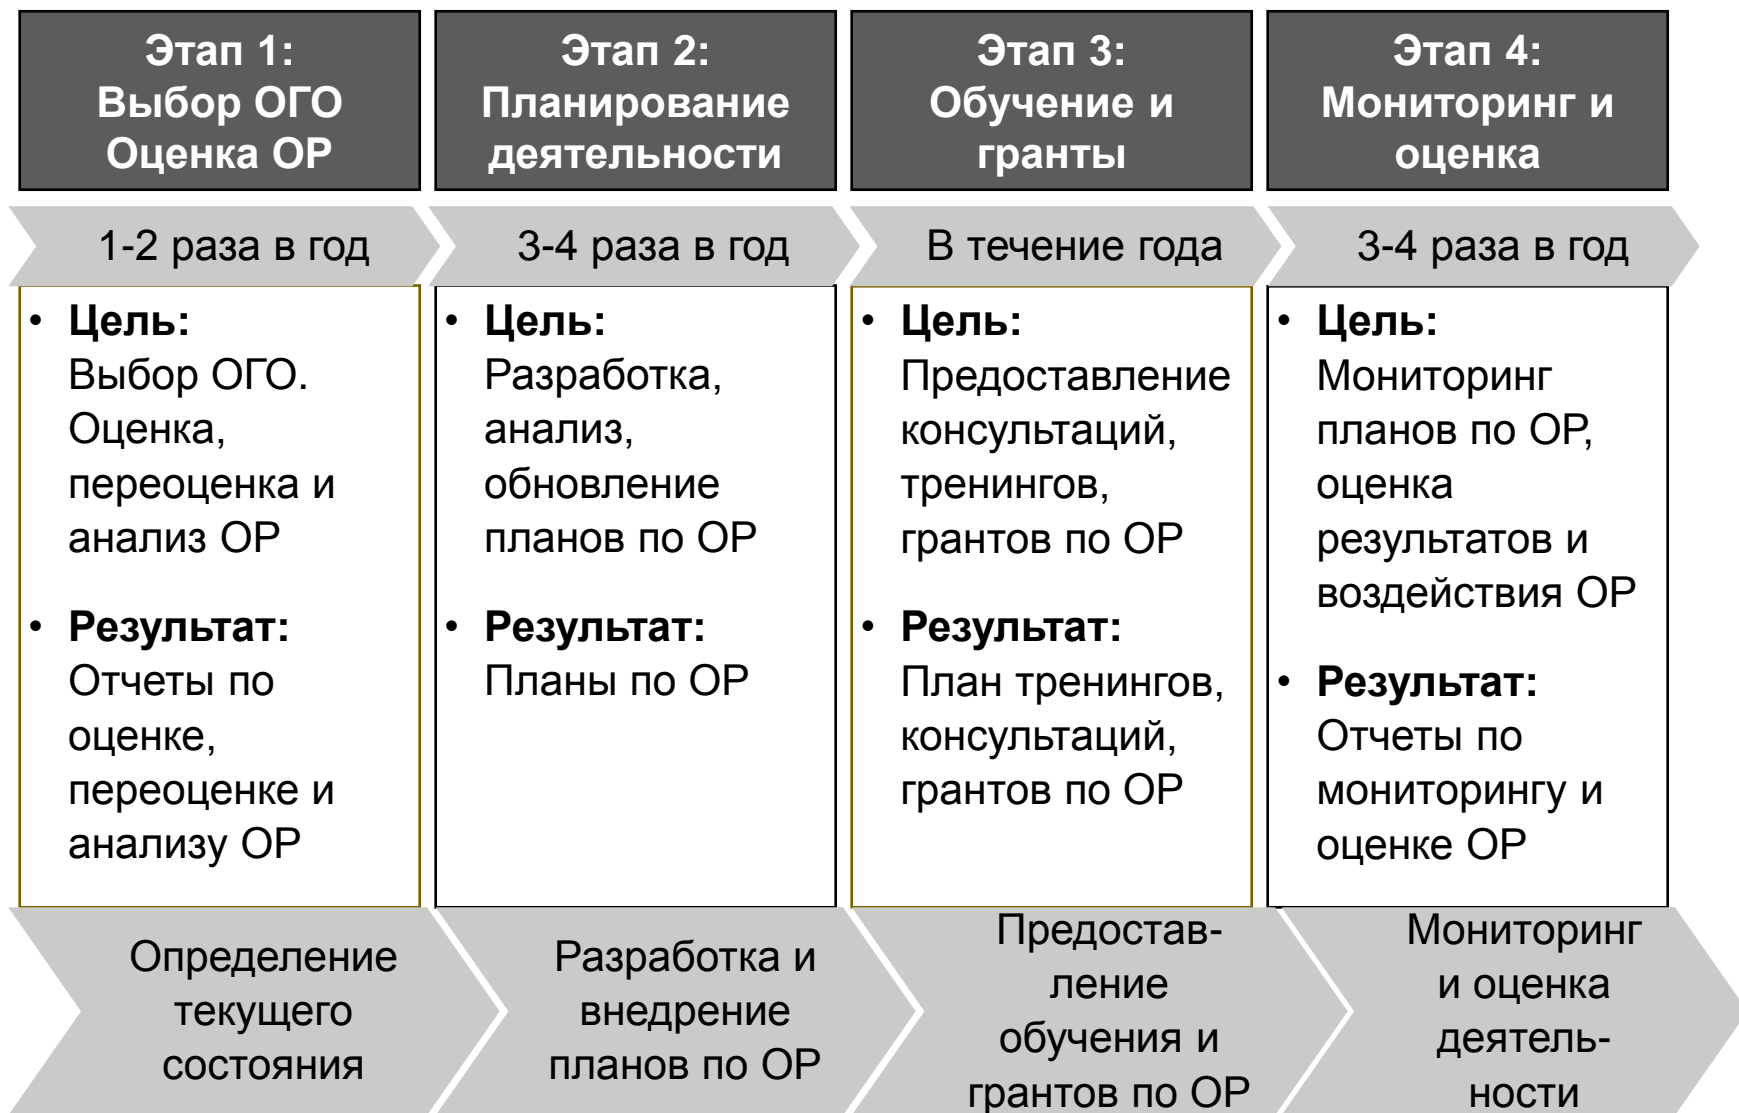 Этап 1:
Выбор ОГО
Оценка ОР
Этап 2:
Планирование
деятельности
Этап 3:
Обучение и
гранты
Этап 4:
Мониторинг и
оценка
1-2 раза в год
3-4 раза в год
В течение года
3-4 раза в год
• Цель:
Выбор ОГО.
Оценка,
переоценка и
анализ ОР
• Результат:
Отчеты по
оценке,
переоценке и
анализу ОР
• Цель:
Разработка,
анализ,
обновление
планов по ОР
• Результат:
Планы по ОР
• Цель:
Предоставление
консультаций,
тренингов,
грантов по ОР
• Результат:
План тренингов,
консультаций,
грантов по ОР
• Цель:
Мониторинг
планов по ОР,
оценка
результатов и
воздействия ОР
• Результат:
Отчеты по
мониторингу и
оценке ОР
Определение
текущего
состояния
Разработка и
внедрение
планов по ОР
Предостав-
ление
обучения и
грантов по ОР
Мониторинг
и оценка
деятель-
ности